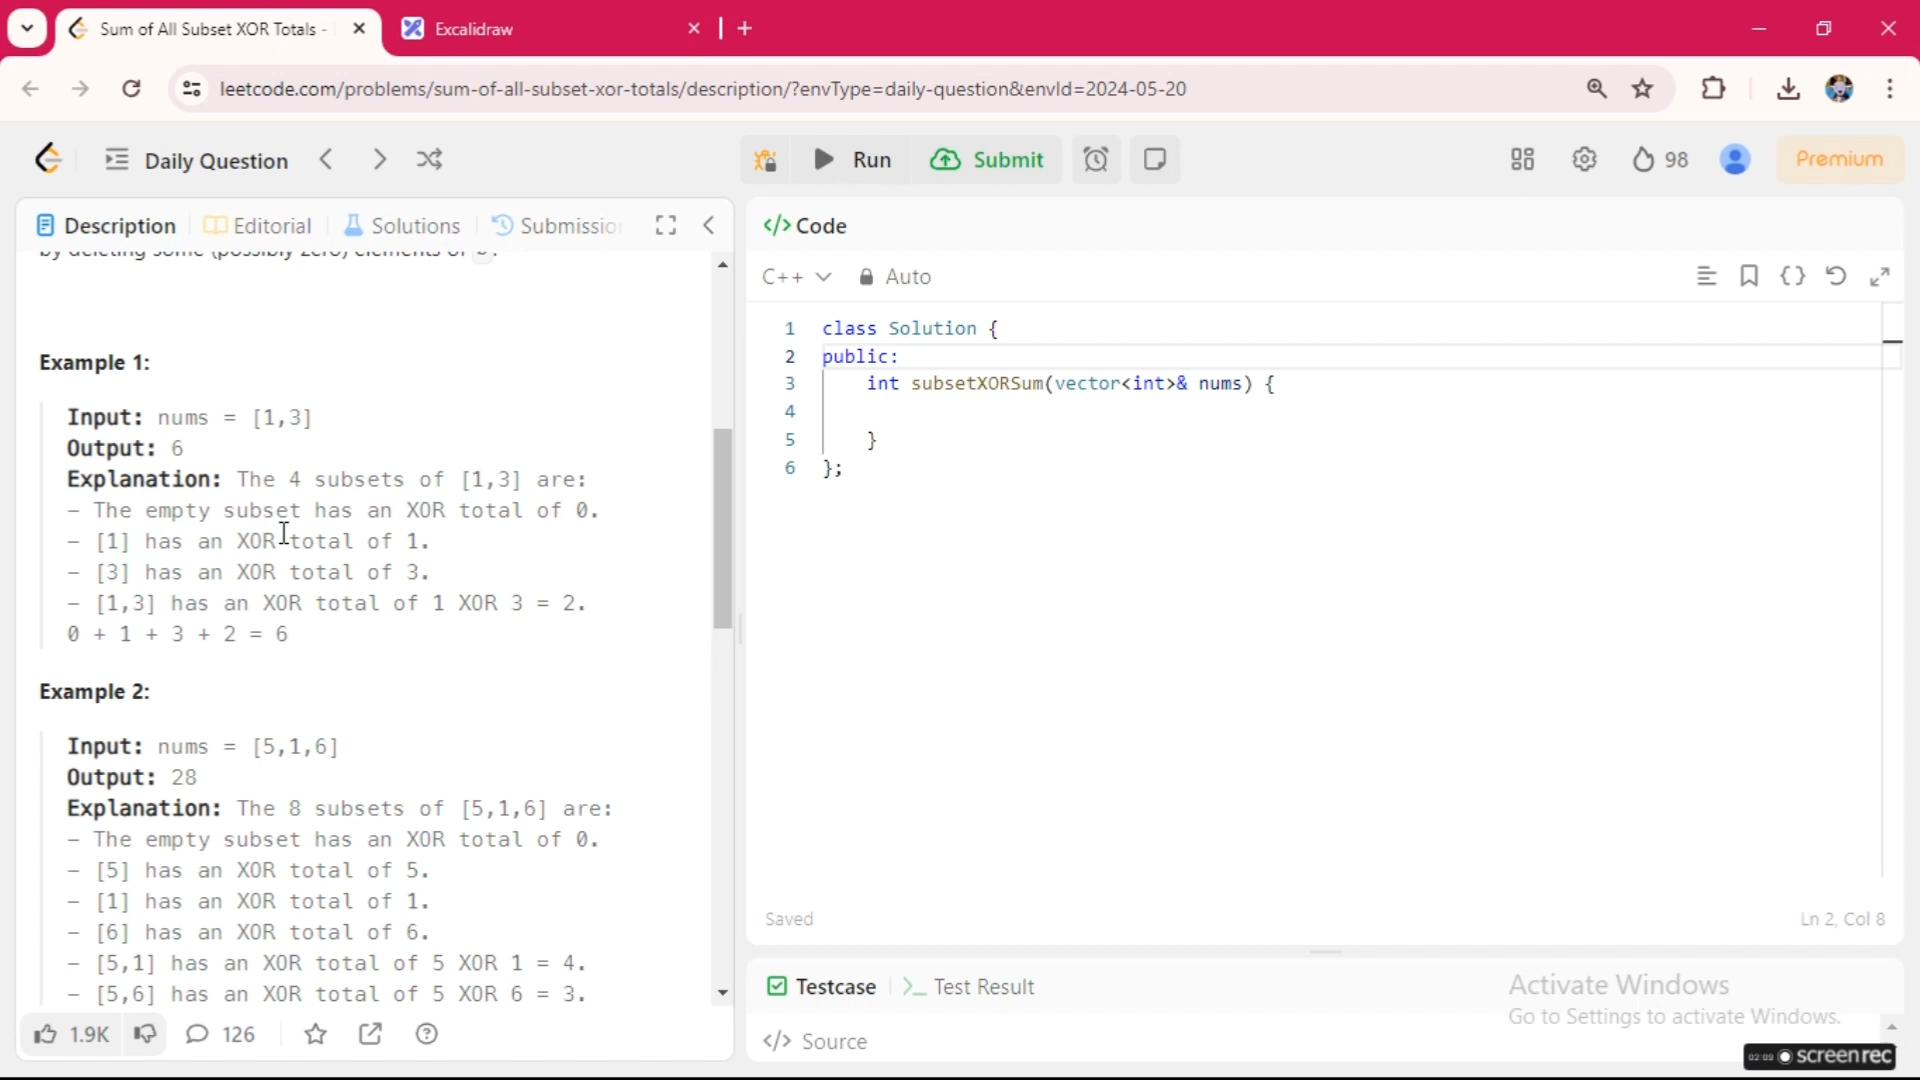 Sum of All Subset XOR Totals -
Excalidraw
leetcode.com/problems/sum-of-all-subset-xor-totals/description/?envType=daily-question&envId=2024-05-20
Daily Question
Run
Submit
98
Premium
Description
Editorial
Solutions
Submissio
by deleting some (possibly zero) elements of
Example 1:
Input: nums = [1,3]
Output: 6
Explanation: The 4 subsets of [1,3] are:
- The empty subset has an XOR total of 0.
- [1] has an XOR total of 1.
- [3] has an XOR total of 3.
- [1,3] has an XOR total of 1 XOR 3 = 2.
0 + 1 + 3 + 2 = 6
Example 2:
Input: nums = [5,1,6]
Output: 28
Explanation: The 8 subsets of [5,1,6] are:
- The empty subset has an XOR total of 0.
- [5] has an XOR total of 5.
- [1] has an XOR total of 1.
- [6] has an XOR total of 6.
- [5,1] has an XOR total of 5 XOR 1 = 4.
- [5,6] has an XOR total of 5 XOR 6 = 3.
1.9K
126
</> Code
C++
Auto
1 class Solution {
2 public:
3 int subsetXORSum(vector<int>& nums) {
4
5 }
6 };
Saved
Ln 2, Col 8
Testcase
>_ Test Result
</> Source
Activate Windows
Go to Settings to activate Windows.
02:09 screenrec